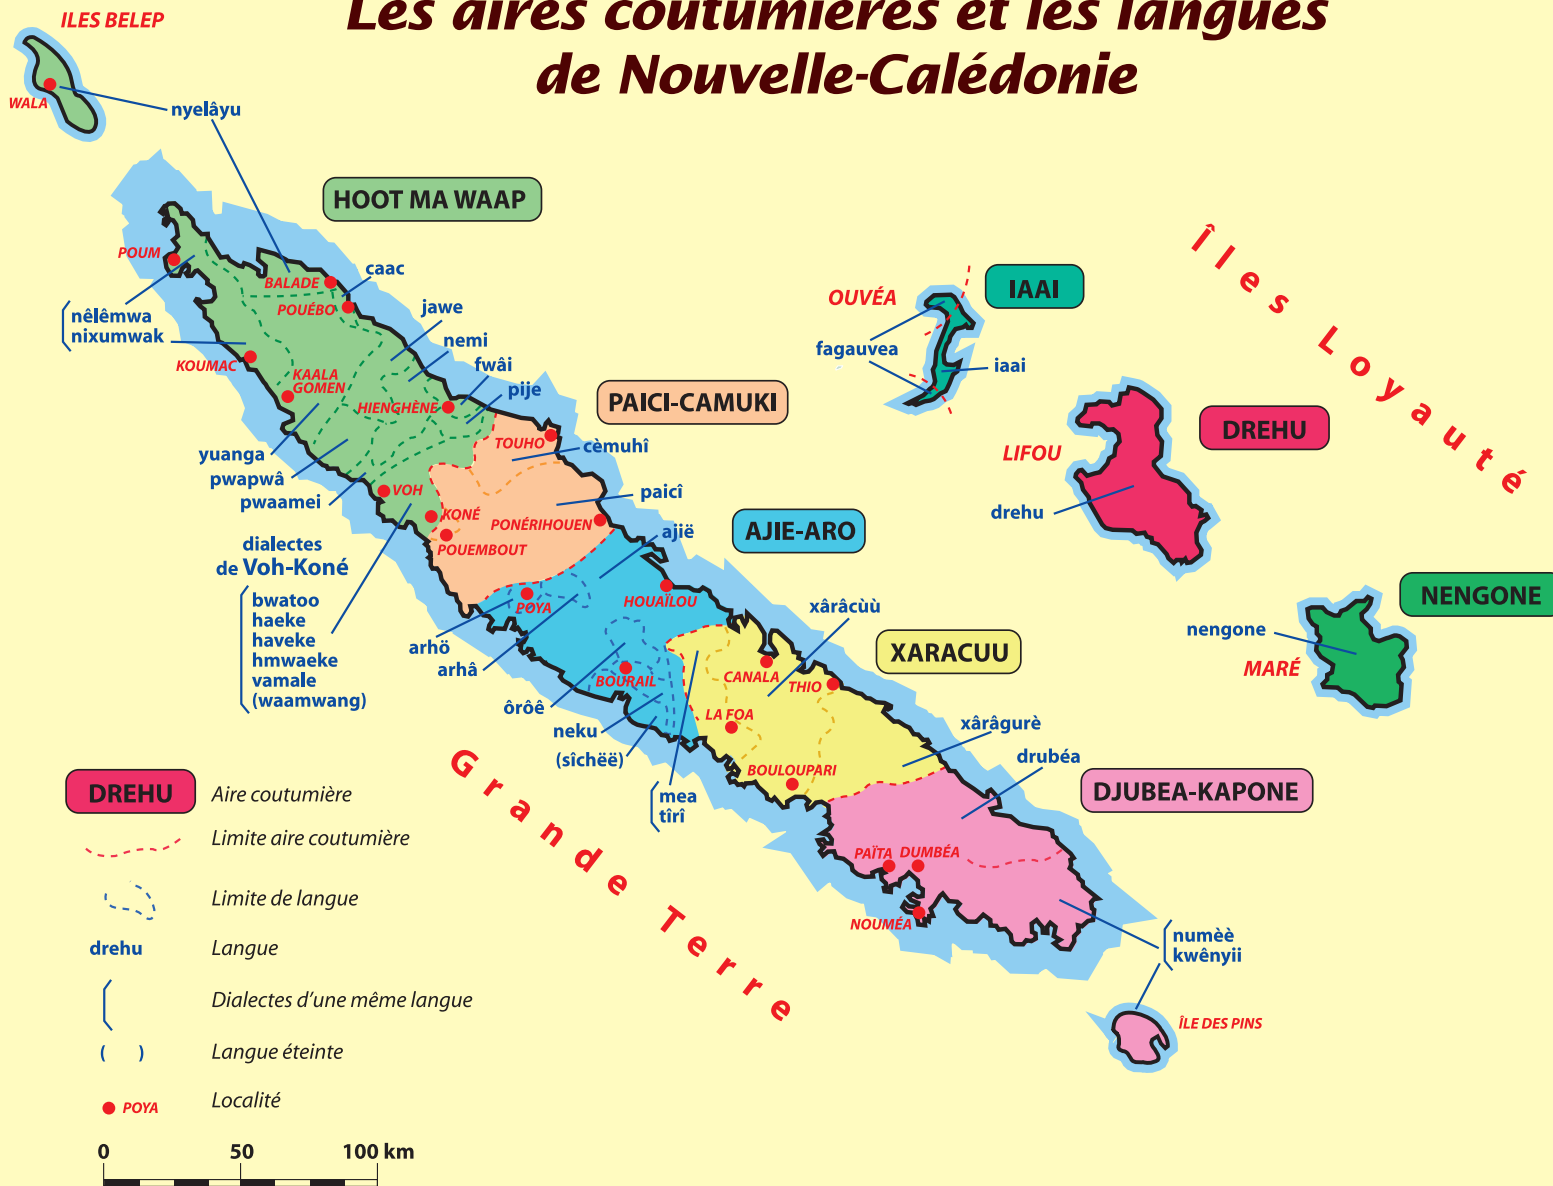 Les aires coutumières et les langues
de Nouvelle-Calédonie
ILES BELEP
WALA
nyelâyu
HOOT MA WAAP
POUM
BALADE
caac
POUÉBO
nêlêmwa
nixumwak
jawe
nemi
fwâi
pije
KOUMAC
KAALA
GOMEN
HIENGHÈNE
yuanga
pwapwâ
pwaamei
VOH
dialectes
de Voh-Koné
bwatoo
haeke
haveke
hmwaeke
vamale
(waamwang)
PAICI-CAMUKI
TOUHO
cèmuhî
paicî
KONÉ
PONÉRIHOUEN
POUEMBOUT
AJIE-ARO
ajië
POYA
HOUAÏLOU
arhö
arhâ
BOURAIL
ôrôê
neku
(sîchëë)
mea
tîrî
xârâcùù
XARACUU
CANALA
THIO
LA FOA
BOULOUPARI
xârâgurè
drubéa
DJUBEA-KAPONE
PAÏTA
DUMBÉA
NOUMÉA
numèè
kwênyii
ÎLE DES PINS
Grande Terre
Îles Loyauté
OUVÉA
IAAI
fagauvea
iaai
LIFOU
DREHU
drehu
NENGONE
nengone
MARÉ
DREHU
Aire coutumière
Limite aire coutumière
Limite de langue
drehu
Langue
Dialectes d’une même langue
( )
Langue éteinte
POYA
Localité
0 50 100 km